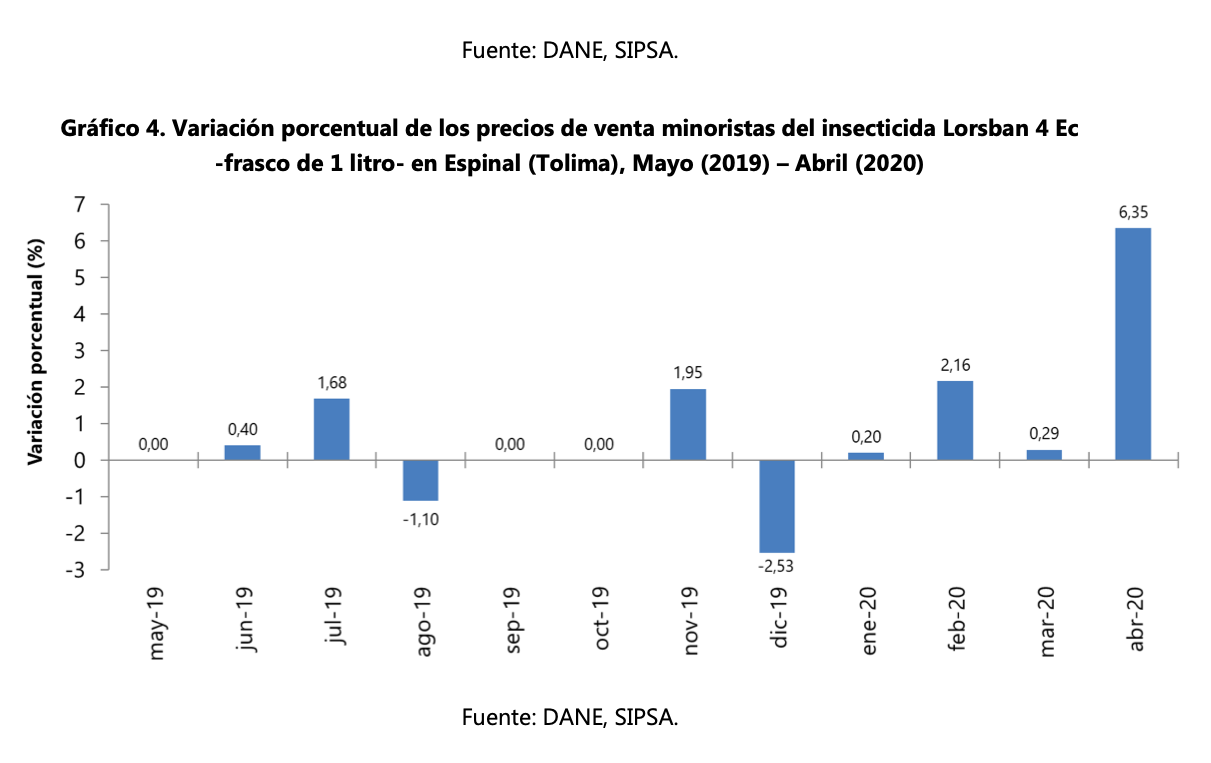 Fuente: DANE, SIPSA.
Gráfico 4. Variación porcentual de los precios de venta minoristas del insecticida Lorsban 4 Ec
-frasco de 1 litro- en Espinal (Tolima), Mayo (2019) – Abril (2020)
Variación porcentual (%)
7
6
5
4
3
2
1
0
-1
-2
-3
0,00
0,40
1,68
-1,10
0,00
0,00
1,95
-2,53
0,20
2,16
0,29
6,35
may-19
jun-19
jul-19
ago-19
sep-19
oct-19
nov-19
dic-19
ene-20
feb-20
mar-20
abr-20
Fuente: DANE, SIPSA.